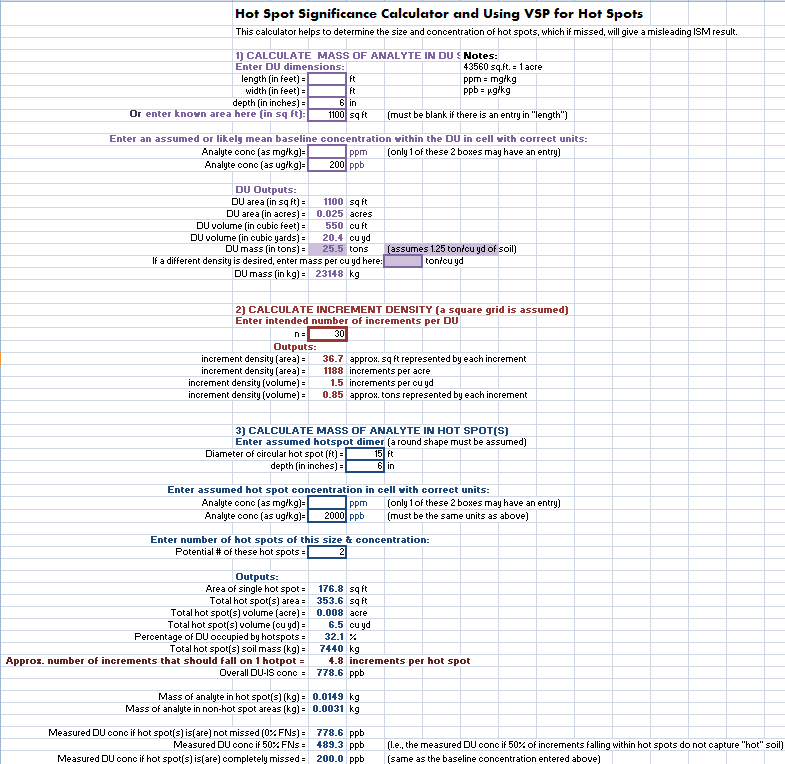 Hot Spot Significance Calculator and Using VSP for Hot Spots
This calculator helps to determine the size and concentration of hot spots, which if missed, will give a misleading ISM result.
1) CALCULATE MASS OF ANALYTE IN DU Notes:
Enter DU dimensions: 43560 sq.ft. = 1 acre
length (in feet) = ft ppm = mg/kg
width (in feet) = ft ppb = µg/kg
depth (in inches) = 6 in
Or enter known area here (in sq ft): 1100 sq ft (must be blank if there is an entry in "length")
Enter an assumed or likely mean baseline concentration within the DU in cell with correct units:
Analyte conc (as mg/kg)= ppm (only 1 of these 2 boxes may have an entry)
Analyte conc (as ug/kg)= 200 ppb
DU Outputs:
DU area (in sq ft) = 1100 sq ft
DU area (in acres) = 0.025 acres
DU volume (in cubic feet) = 550 cu ft
DU volume (in cubic yards) = 20.4 cu yd
DU mass (in tons) = 25.5 tons (assumes 1.25 ton/cu yd of soil)
If a different density is desired, enter mass per cu yd here: ton/cu yd
DU mass (in kg) = 23148 kg
2) CALCULATE INCREMENT DENSITY (a square grid is assumed)
Enter intended number of increments per DU
n = 30
Outputs:
increment density (area) = 36.7 approx. sq ft represented by each increment
increment density (area) = 1188 increments per acre
increment density (volume) = 1.5 increments per cu yd
increment density (volume) = 0.85 approx. tons represented by each increment
3) CALCULATE MASS OF ANALYTE IN HOT SPOT(S)
Enter assumed hotspot dimer (a round shape must be assumed)
Diameter of circular hot spot (ft) = 15 ft
depth (in inches) = 6 in
Enter assumed hot spot concentration in cell with correct units:
Analyte conc (as mg/kg)= ppm (only 1 of these 2 boxes may have an entry)
Analyte conc (as ug/kg)= 2000 ppb (must be the same units as above)
Enter number of hot spots of this size & concentration:
Potential # of these hot spots = 2
Outputs:
Area of single hot spot = 176.8 sq ft
Total hot spot(s) area = 353.6 sq ft
Total hot spot(s) volume (acre) = 0.008 acre
Total hot spot(s) volume (cu yd) = 6.5 cu yd
Percentage of DU occupied by hotspots = 32.1 %
Total hot spot(s) soil mass (kg) = 7440 kg
Approx. number of increments that should fall on 1 hotpot = 4.8 increments per hot spot
Overall DU-IS conc = 778.6 ppb
Mass of analyte in hot spot(s) (kg) = 0.0149 kg
Mass of analyte in non-hot spot areas (kg) = 0.0031 kg
Measured DU conc if hot spot(s) is(are) not missed (0% FNs) = 778.6 ppb
Measured DU conc if 50% FNs = 489.3 ppb (I.e., the measured DU conc if 50% of increments falling within hot spots do not capture "hot" soil)
Measured DU conc if hot spot(s) is(are) completely missed = 200.0 ppb (same as the baseline concentration entered above)